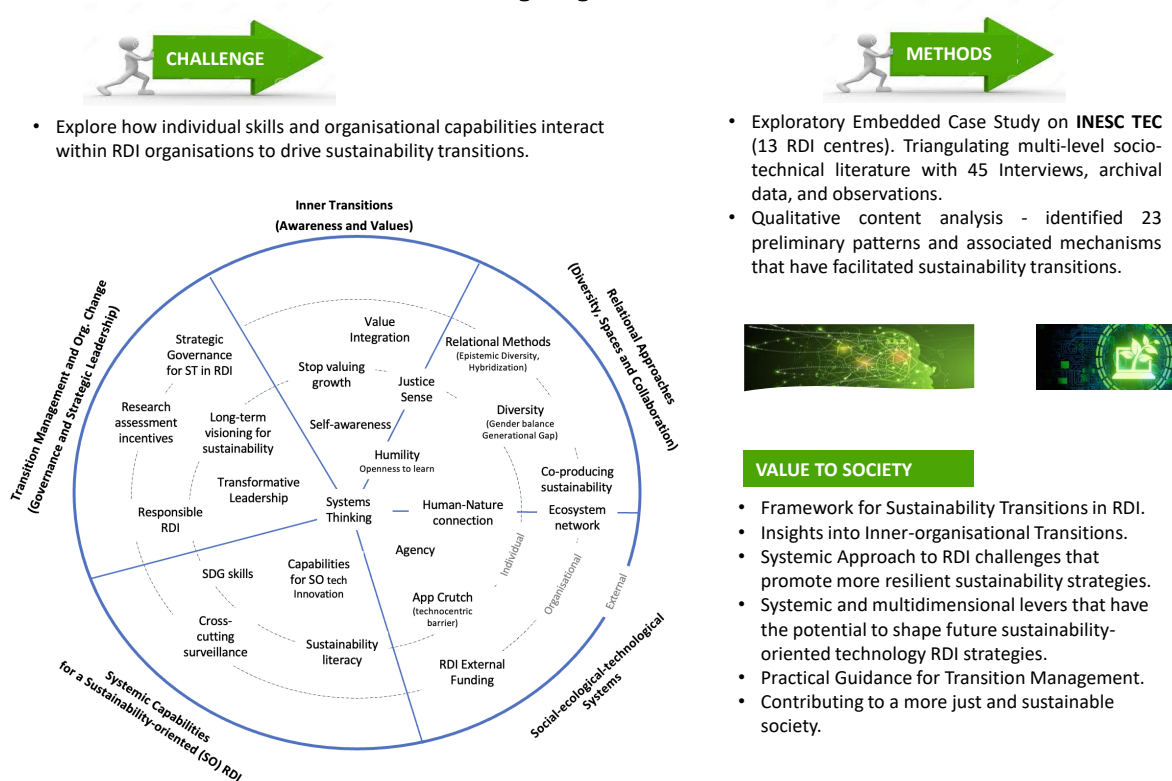 CHALLENGE
• Explore how individual skills and organisational capabilities interact
within RDI organisations to drive sustainability transitions.
Inner Transitions
(Awareness and Values)
Transition Management and Org. Change
(Governance and Strategic Leadership)
Relational Approaches
(Diversity, Spaces and Collaboration)
Strategic
Governance
for ST in RDI
Value
Integration
Relational Methods
(Epistemic Diversity,
Hybridization)
Stop valuing
growth
Justice
Sense
Research
assessment
incentives
Long-term
visioning for
sustainability
Self-awareness
Diversity
(Gender balance
Generational Gap)
Humility
Openness to learn
Transformative
Leadership
Co-producing
sustainability
Responsible
RDI
Systems
Thinking
Human-Nature
connection
Ecosystem
network
Agency
Individual
Organisational
External
SDG skills
Capabilities
for SO tech
Innovation
App Crutch
(technocentric
barrier)
Cross-
cutting
surveillance
Sustainability
literacy
RDI External
Funding
Systemic Capabilities
for a Sustainability-oriented (SO) RDI
Social-ecological-technological
Systems
METHODS
• Exploratory Embedded Case Study on INESC TEC
(13 RDI centres). Triangulating multi-level socio-
technical literature with 45 Interviews, archival
data, and observations.
• Qualitative content analysis - identified 23
preliminary patterns and associated mechanisms
that have facilitated sustainability transitions.
VALUE TO SOCIETY
• Framework for Sustainability Transitions in RDI.
• Insights into Inner-organisational Transitions.
• Systemic Approach to RDI challenges that
promote more resilient sustainability strategies.
• Systemic and multidimensional levers that have
the potential to shape future sustainability-
oriented technology RDI strategies.
• Practical Guidance for Transition Management.
• Contributing to a more just and sustainable
society.